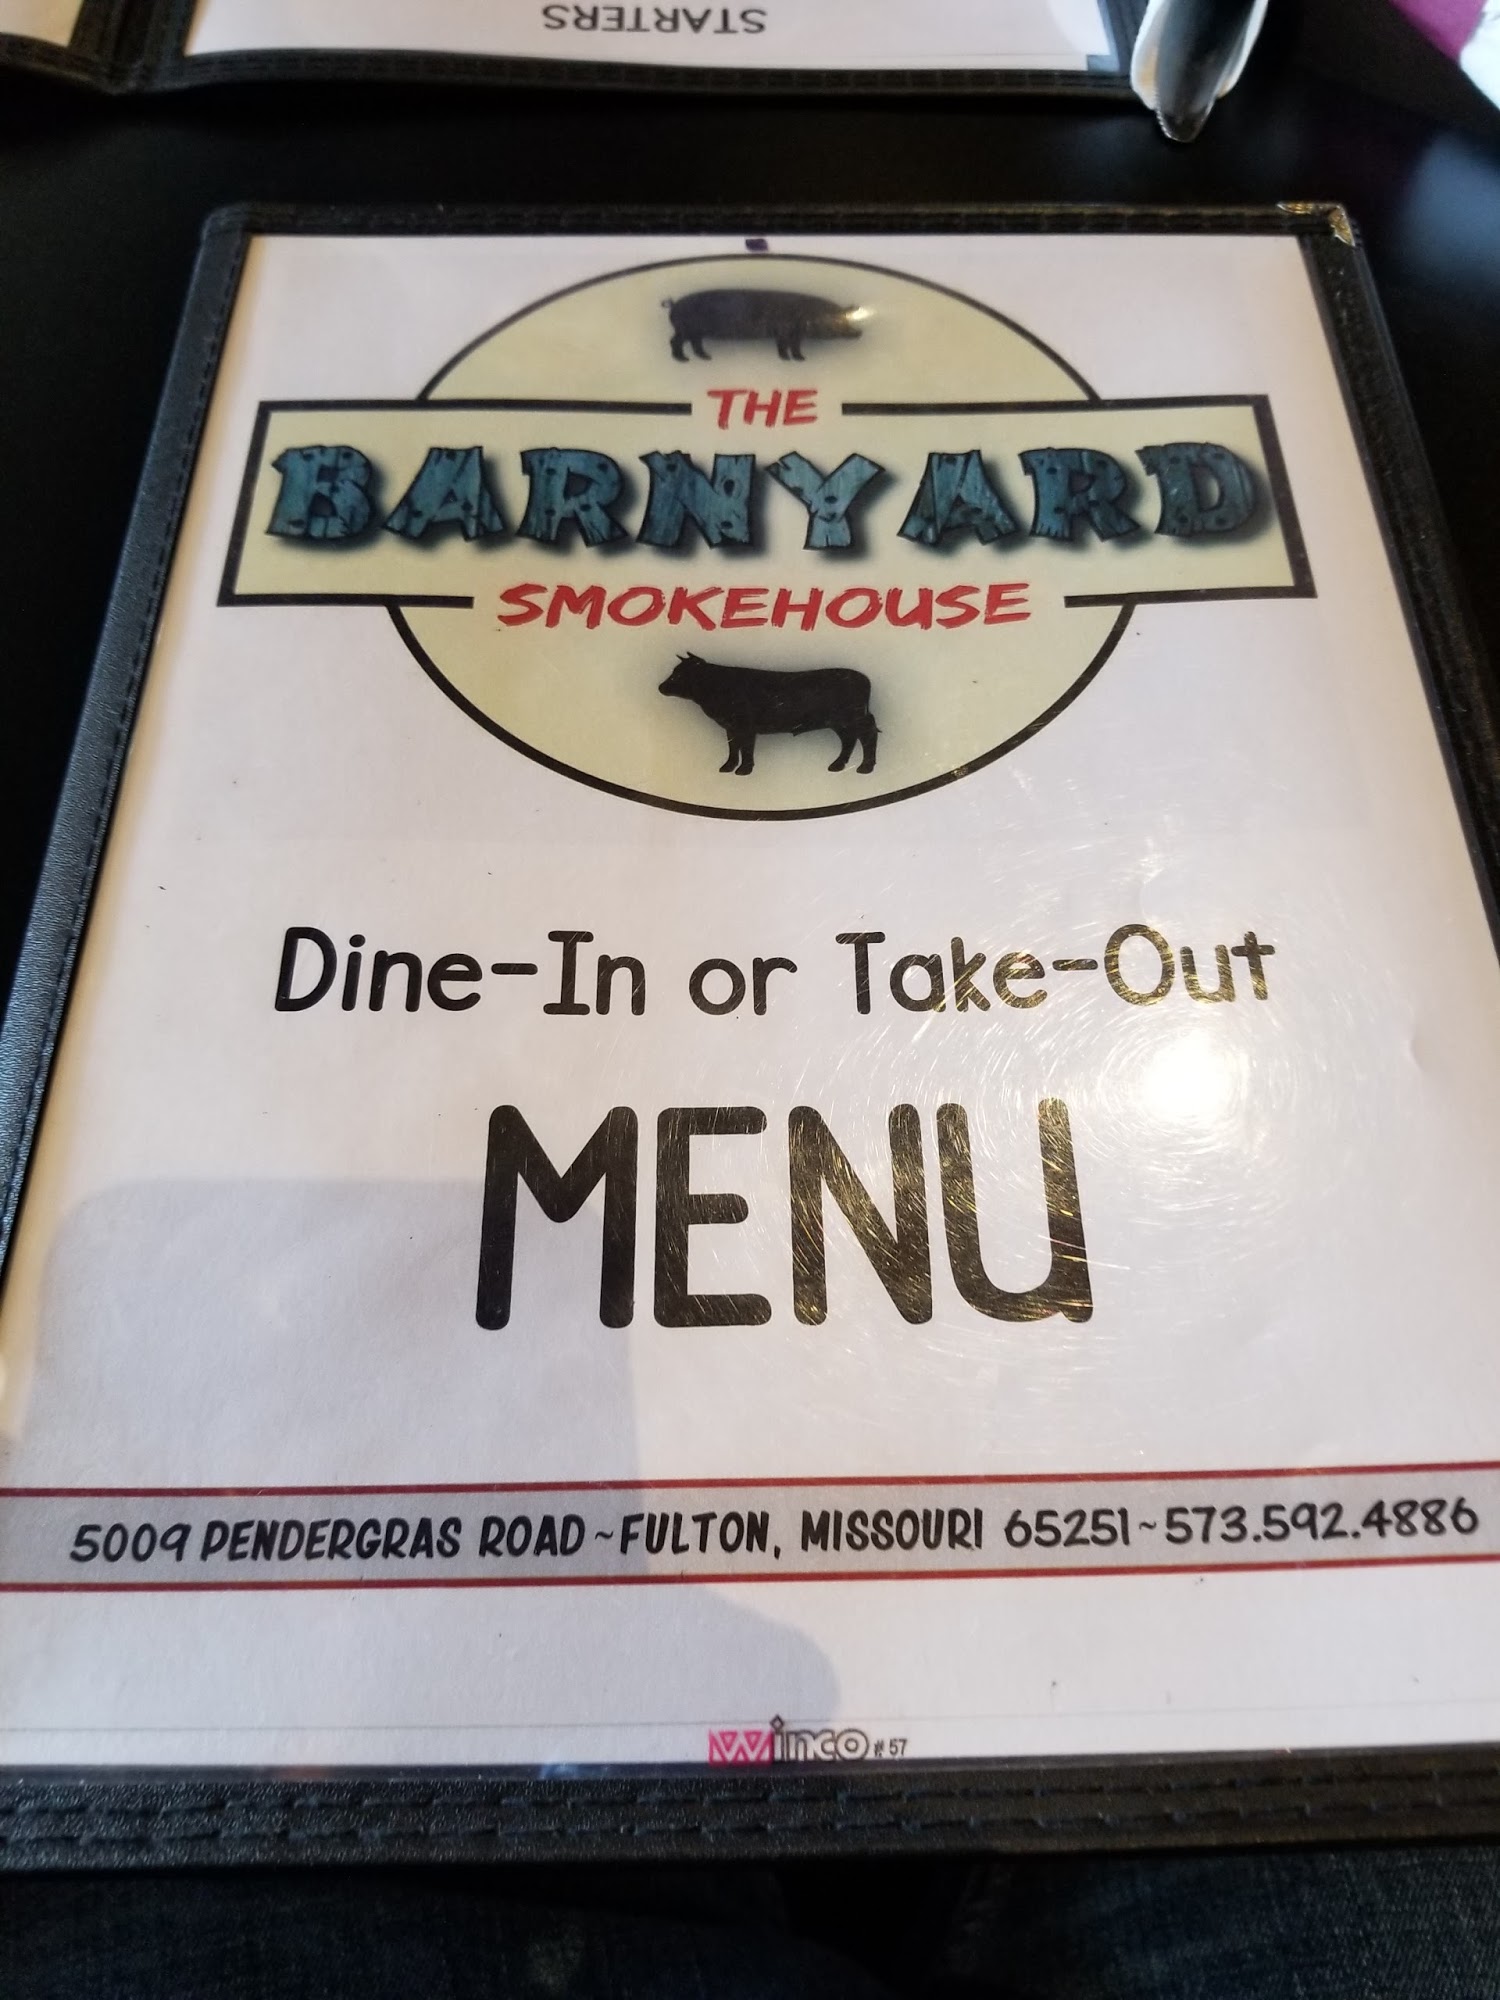 STARTERS
THE
BARNYARD
SMOKEHOUSE
Dine-In or Take-Out
MENU
5009 PENDERGRAS ROAD ~ FULTON, MISSOURI 65251 ~ 573.592.4886
Winco # 57